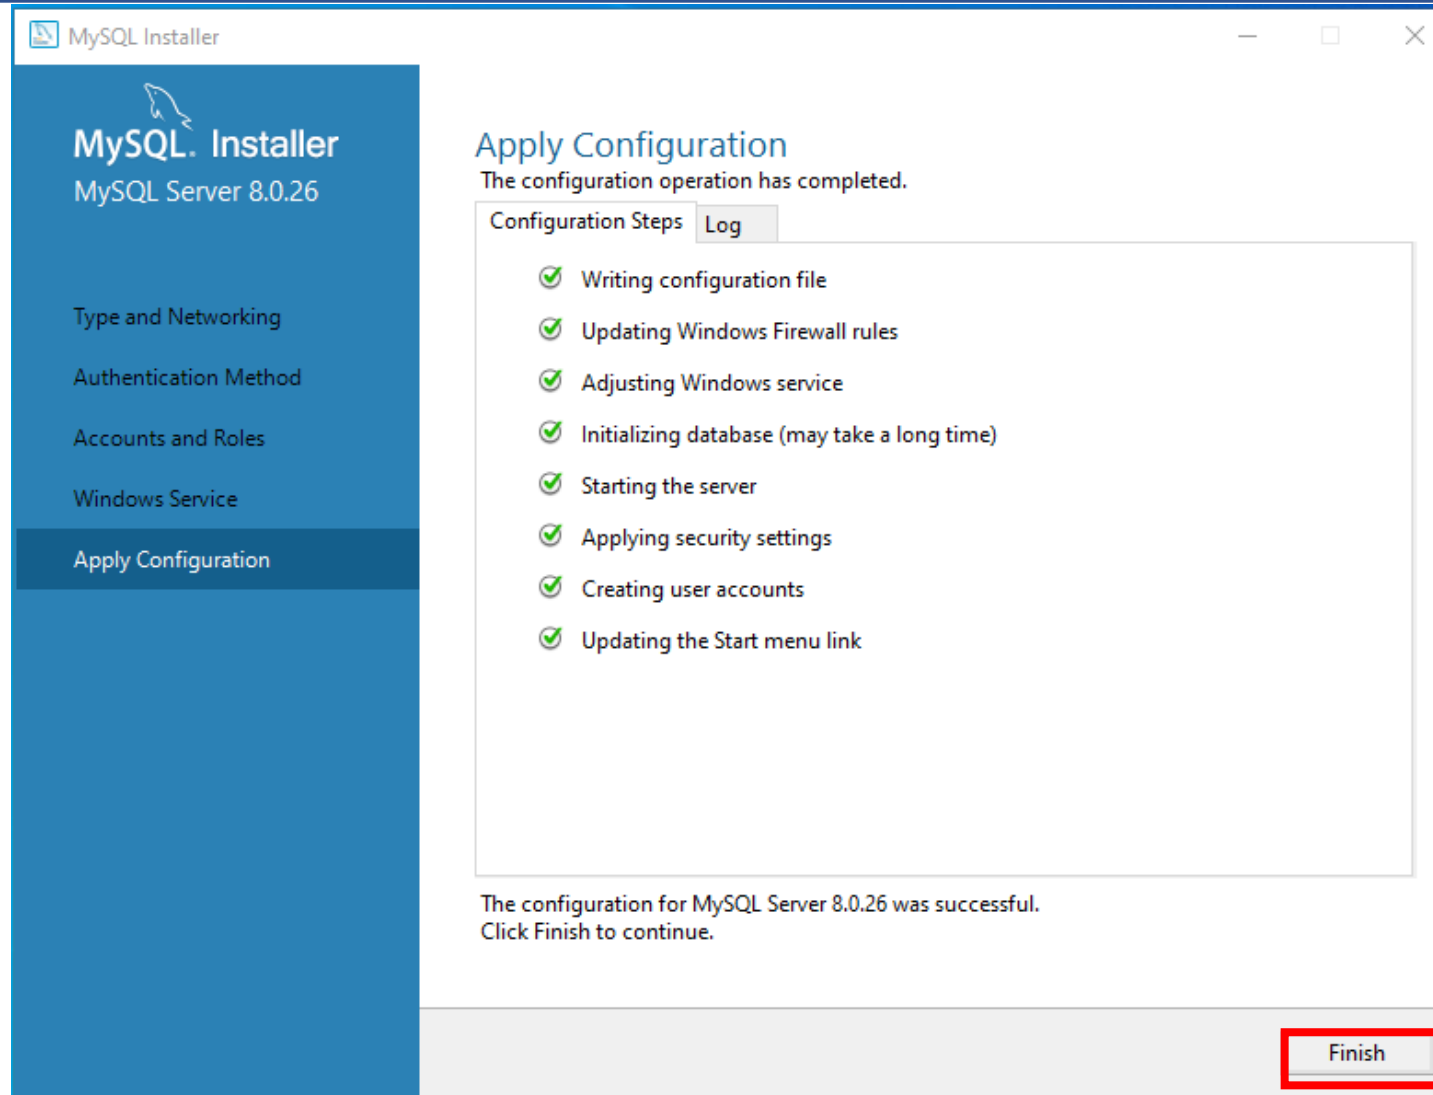 MySQL Installer
MySQL. Installer
MySQL Server 8.0.26
Type and Networking
Authentication Method
Accounts and Roles
Windows Service
Apply Configuration
Apply Configuration
The configuration operation has completed.
Configuration Steps
Log
Writing configuration file
Updating Windows Firewall rules
Adjusting Windows service
Initializing database (may take a long time)
Starting the server
Applying security settings
Creating user accounts
Updating the Start menu link
The configuration for MySQL Server 8.0.26 was successful.
Click Finish to continue.
Finish